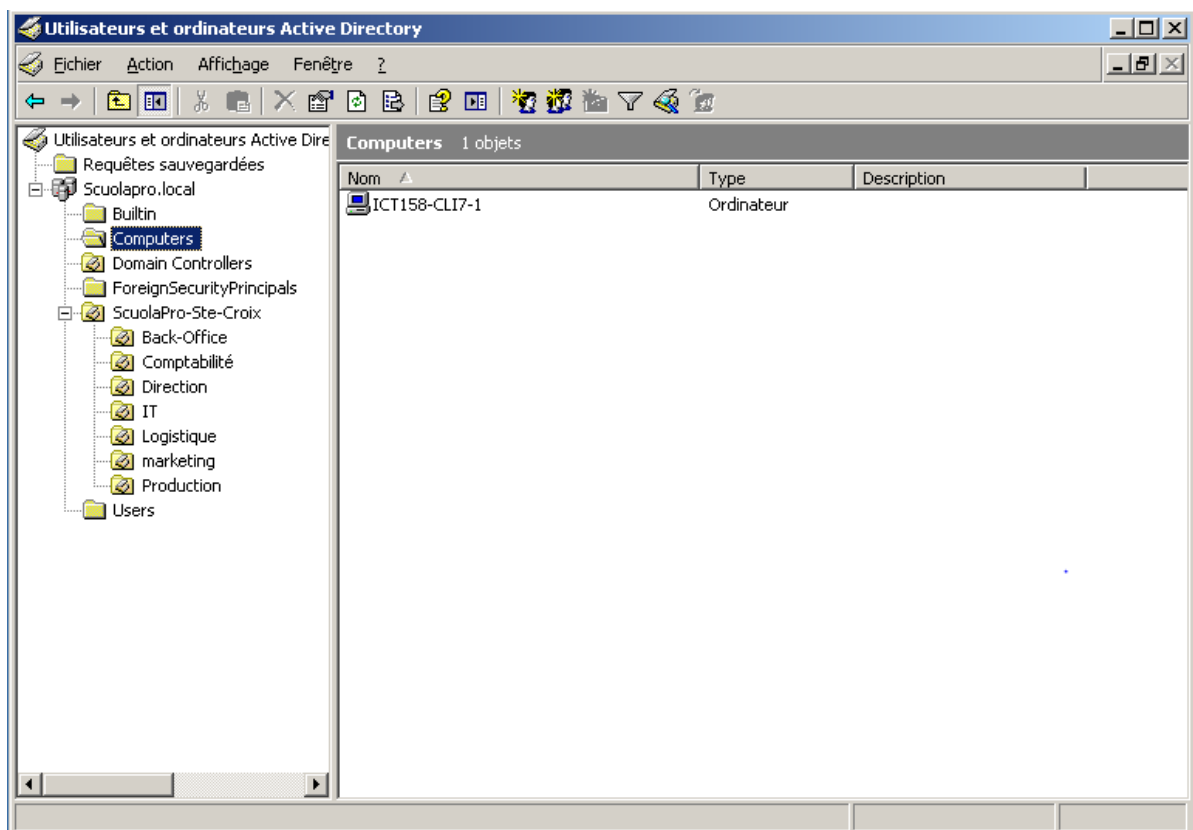 Utilisateurs et ordinateurs Active Directory
Fichier Action Affichage Fenêtre ?
Utilisateurs et ordinateurs Active Dire
Requêtes sauvegardées
Scuolapro.local
Builtin
Computers
Domain Controllers
ForeignSecurityPrincipals
ScuolaPro-Ste-Croix
Back-Office
Comptabilité
Direction
IT
Logistique
marketing
Production
Users
Computers 1 objets
Nom Type Description
ICT158-CLI7-1 Ordinateur